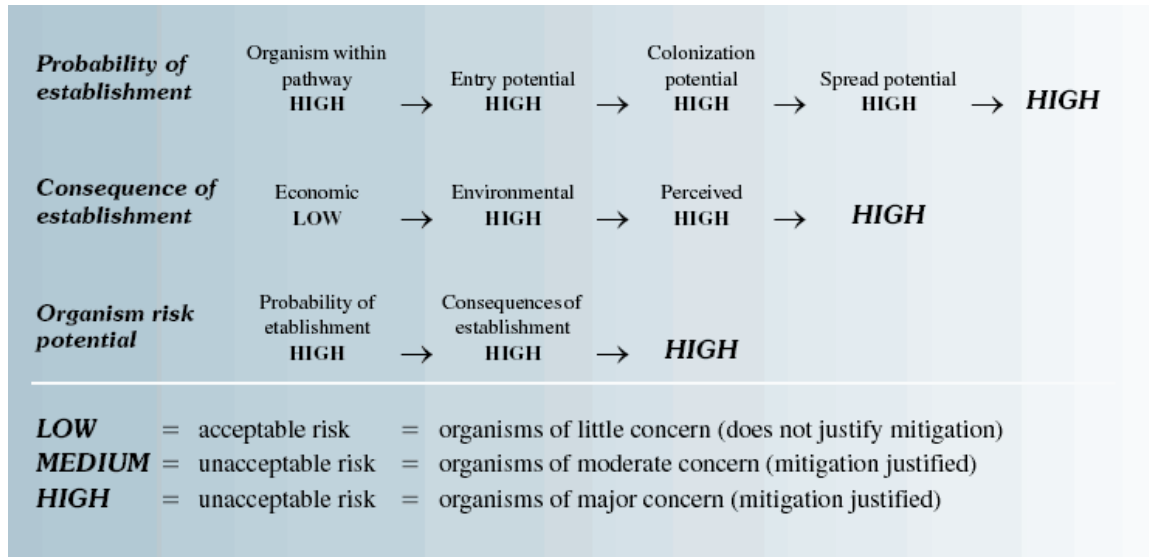 Probability of establishment
Organism within pathway HIGH → Entry potential HIGH → Colonization potential HIGH → Spread potential HIGH → HIGH
Consequence of establishment
Economic LOW → Environmental HIGH → Perceived HIGH → HIGH
Organism risk potential
Probability of etablishment HIGH → Consequences of establishment HIGH → HIGH
LOW = acceptable risk = organisms of little concern (does not justify mitigation)
MEDIUM = unacceptable risk = organisms of moderate concern (mitigation justified)
HIGH = unacceptable risk = organisms of major concern (mitigation justified)